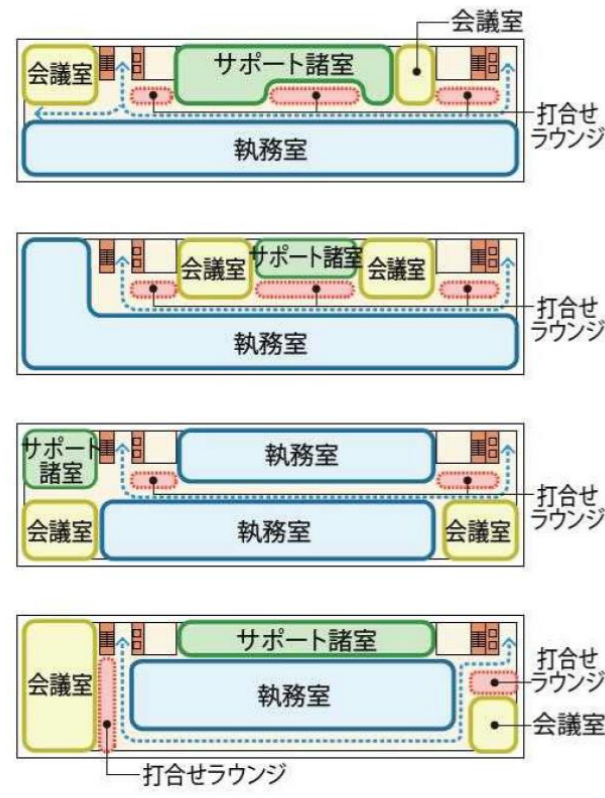 会議室
会議室
サポート諸室
打合せ
ラウンジ
執務室
会議室
サポート諸室
会議室
打合せ
ラウンジ
執務室
サポート
諸室
執務室
打合せ
ラウンジ
会議室
執務室
会議室
サポート諸室
打合せ
ラウンジ
会議室
執務室
会議室
打合せラウンジ